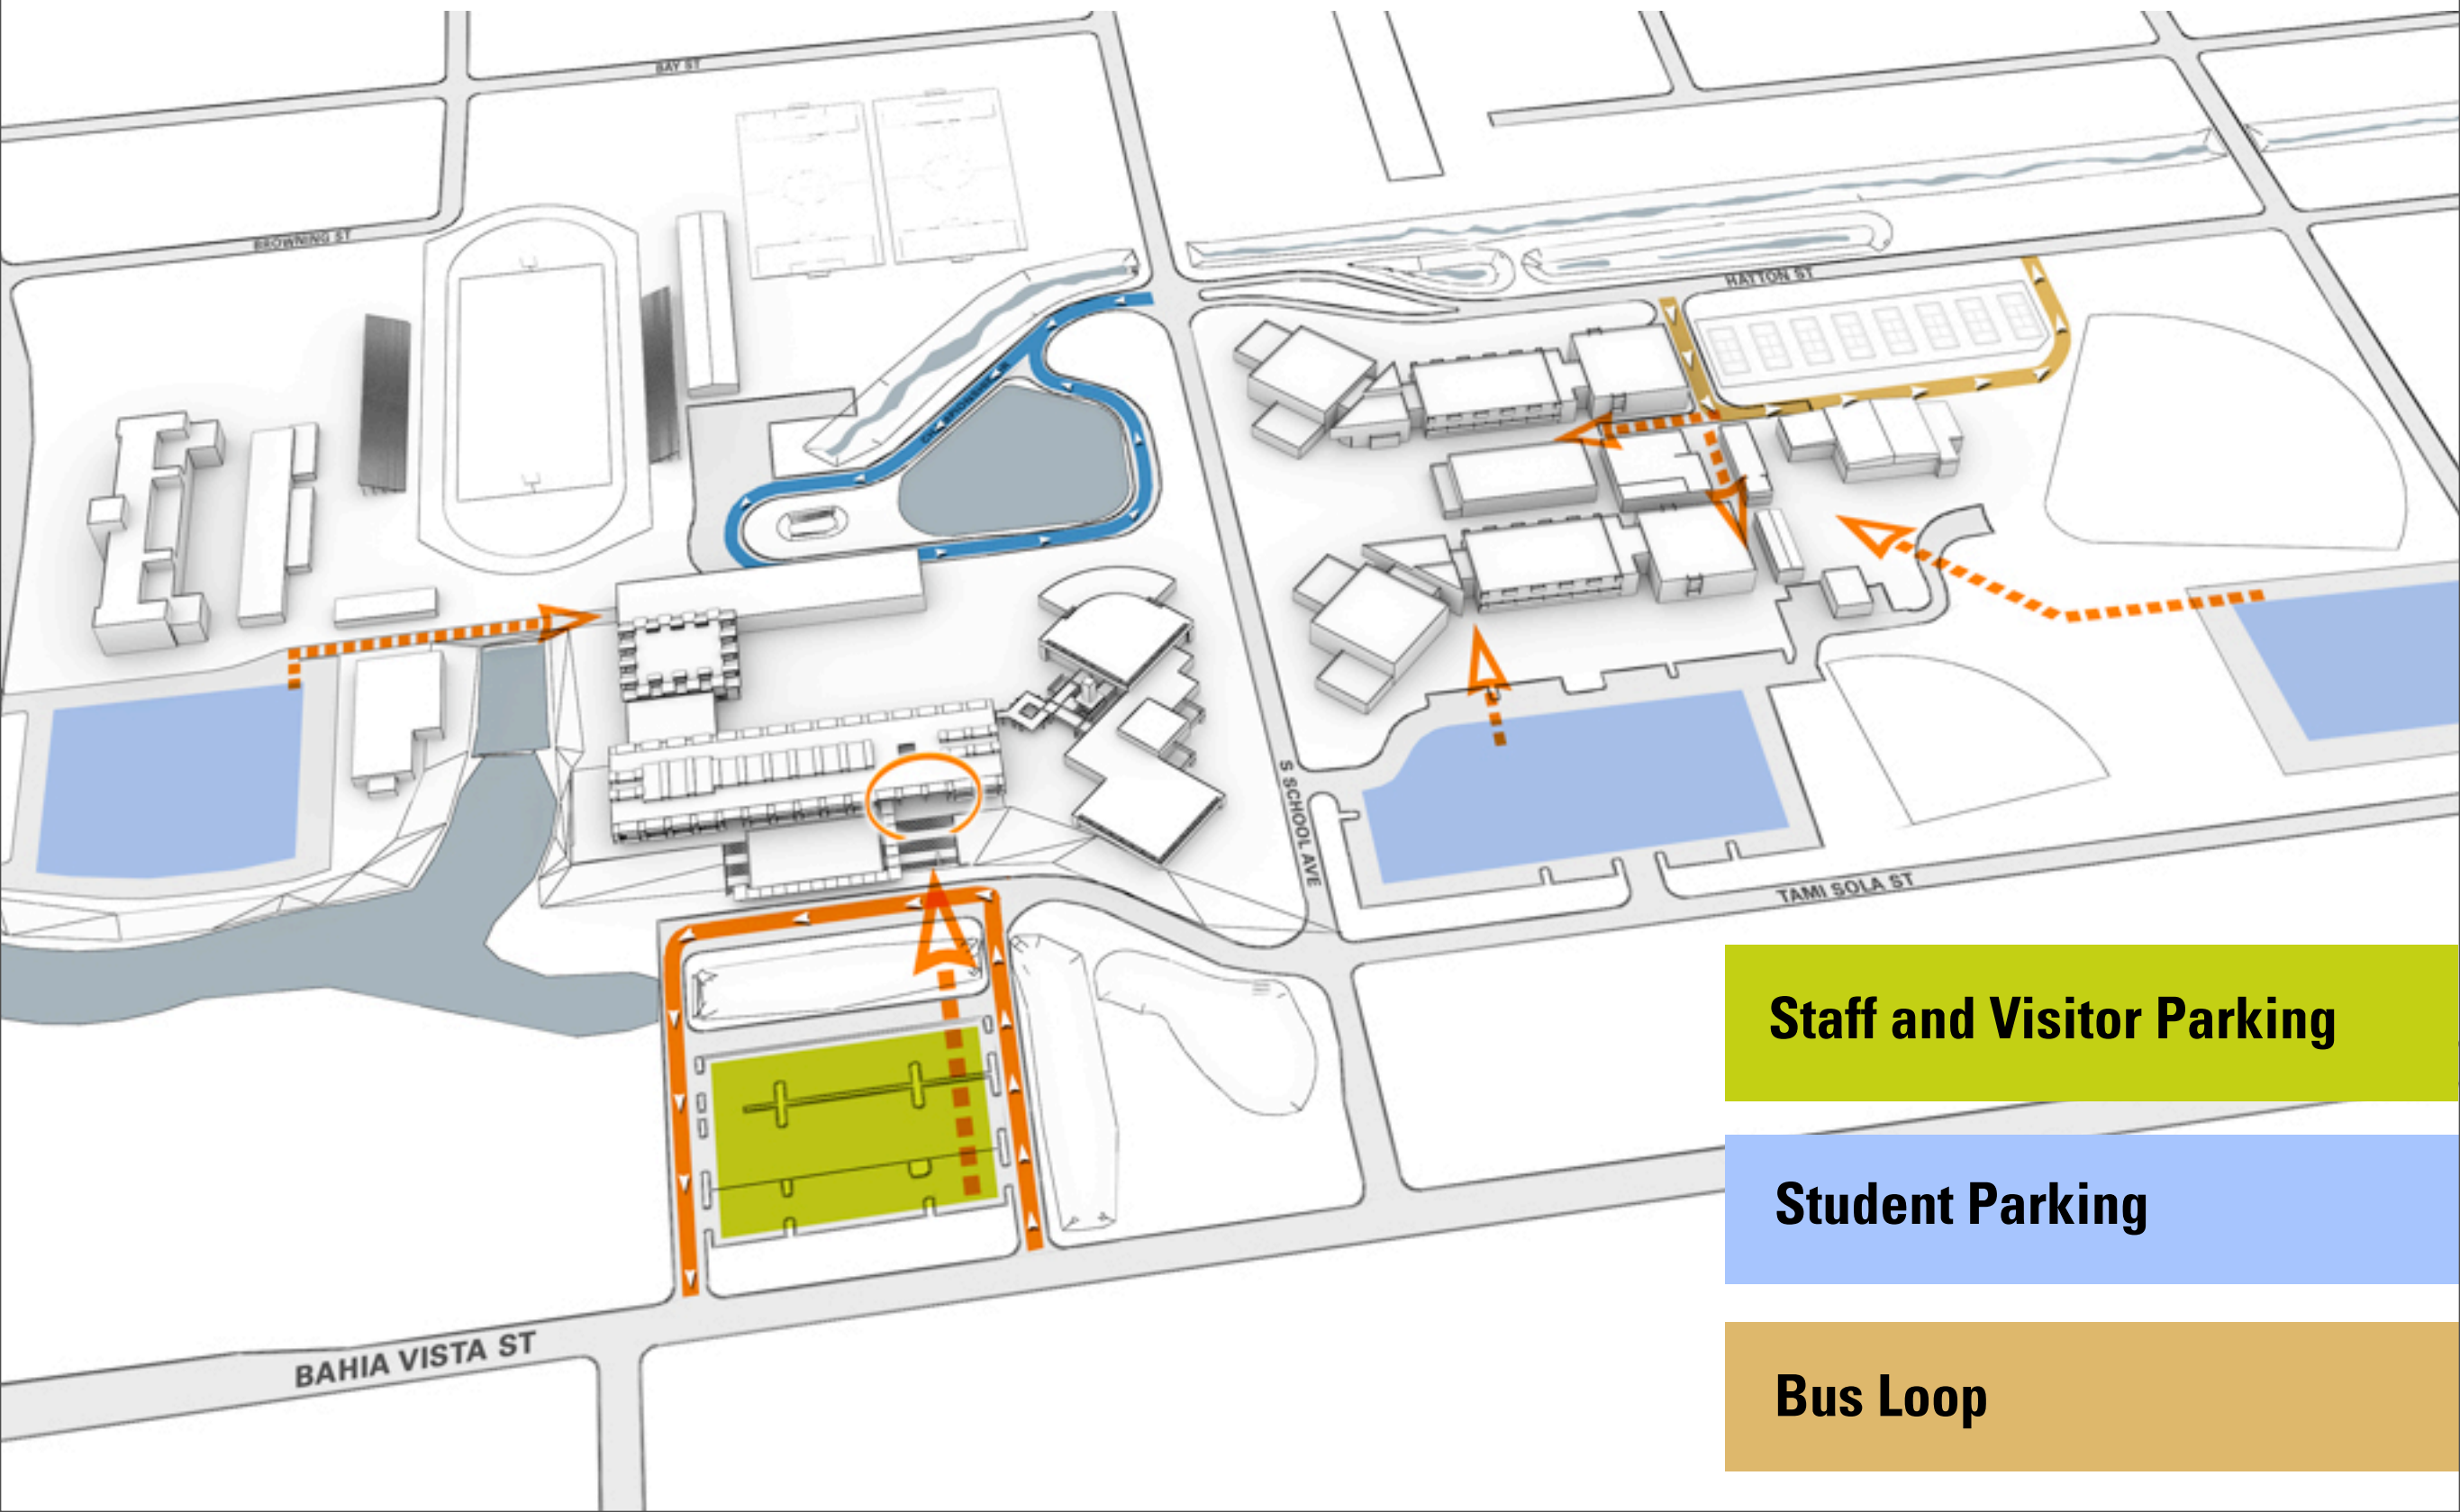 BAY ST
BROWNING ST
HATTON ST
S SCHOOL AVE
TAMI SOLA ST
Staff and Visitor Parking
Student Parking
Bus Loop
BAHIA VISTA ST